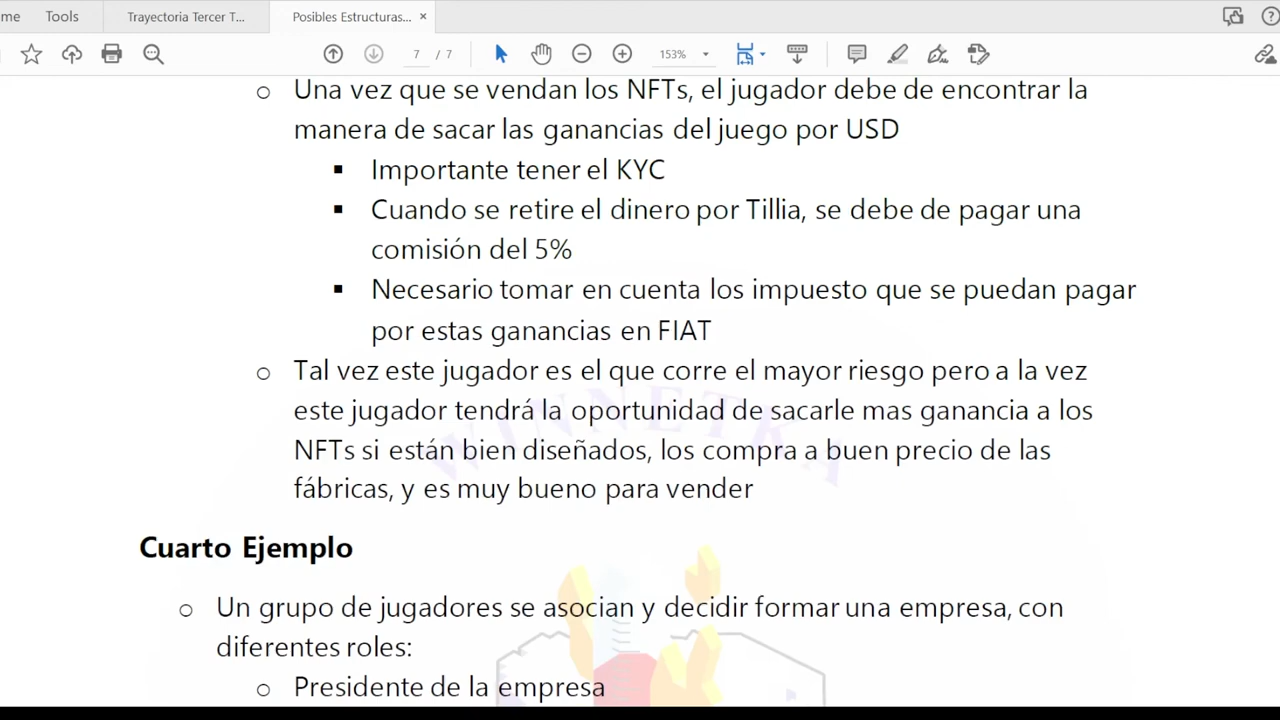 me Tools Trayectoria Tercer T... Posibles Estructuras... ×
7 / 7 153%
o Una vez que se vendan los NFTs, el jugador debe de encontrar la
manera de sacar las ganancias del juego por USD
▪ Importante tener el KYC
▪ Cuando se retire el dinero por Tillia, se debe de pagar una
comisión del 5%
▪ Necesario tomar en cuenta los impuesto que se puedan pagar
por estas ganancias en FIAT
o Tal vez este jugador es el que corre el mayor riesgo pero a la vez
este jugador tendrá la oportunidad de sacarle mas ganancia a los
NFTs si están bien diseñados, los compra a buen precio de las
fábricas, y es muy bueno para vender
WINNETKA
Cuarto Ejemplo
o Un grupo de jugadores se asocian y decidir formar una empresa, con
diferentes roles:
o Presidente de la empresa